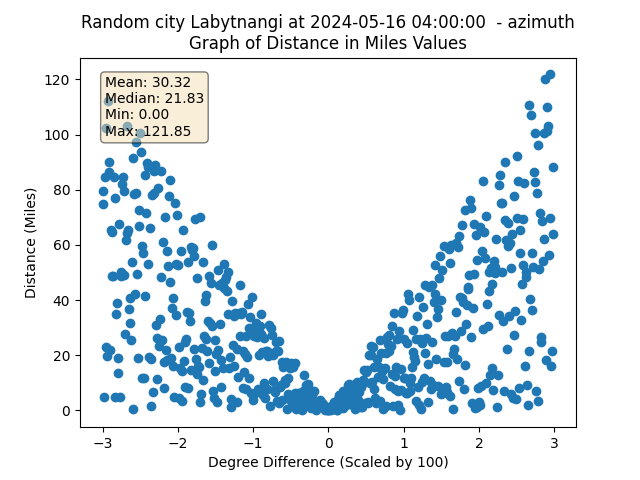 Random city Labytnangi at 2024-05-16 04:00:00  - azimuth
Graph of Distance in Miles Values
Mean: 30.32
Median: 21.83
Min: 0.00
Max: 121.85
120
100
80
60
40
20
0
Distance (Miles)
−3 −2 −1 0 1 2 3
Degree Difference (Scaled by 100)